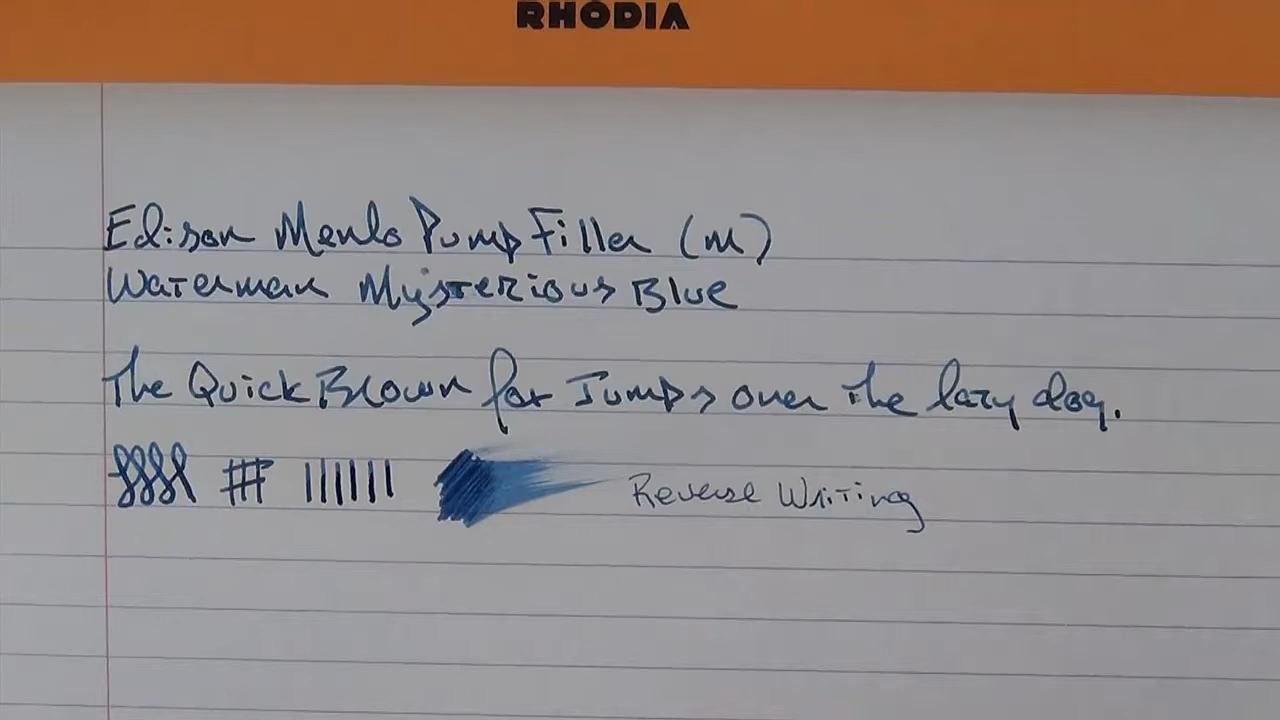 RHODIA
Edison Menlo Pump Filler (m)
Waterman Mysterious Blue
The Quick Brown fox Jumps over the lazy dog.
Reverse Writing